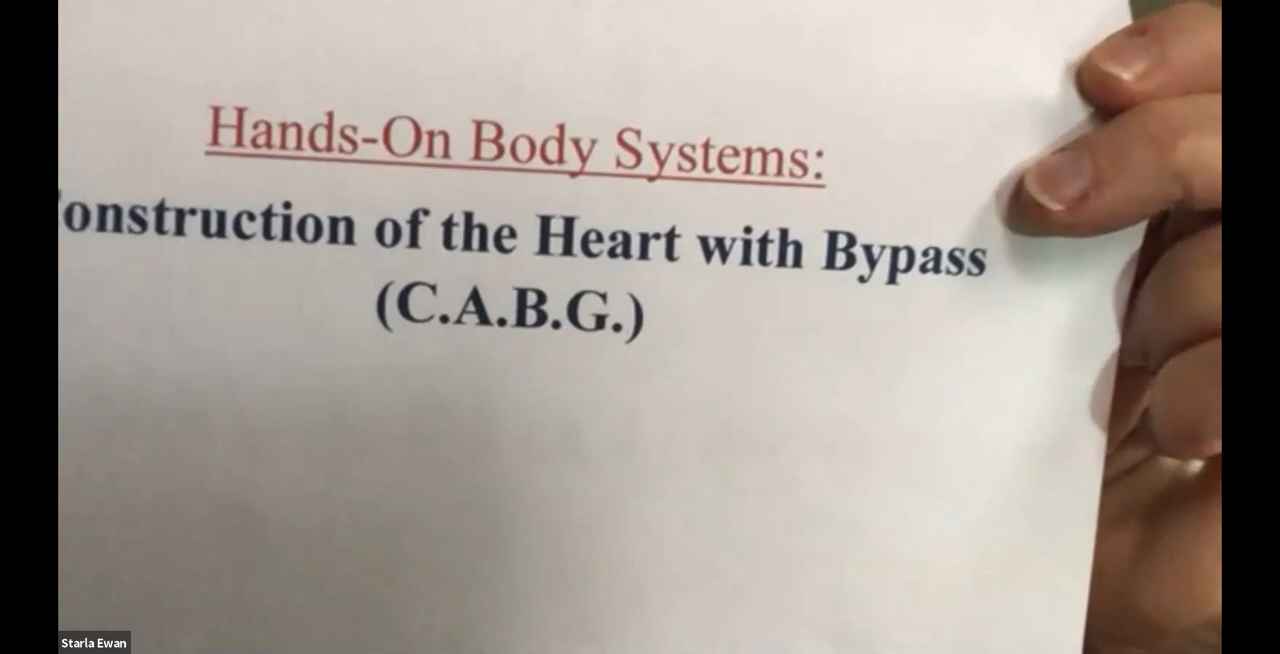 Hands-On Body Systems:
onstruction of the Heart with Bypass
(C.A.B.G.)
Starla Ewan